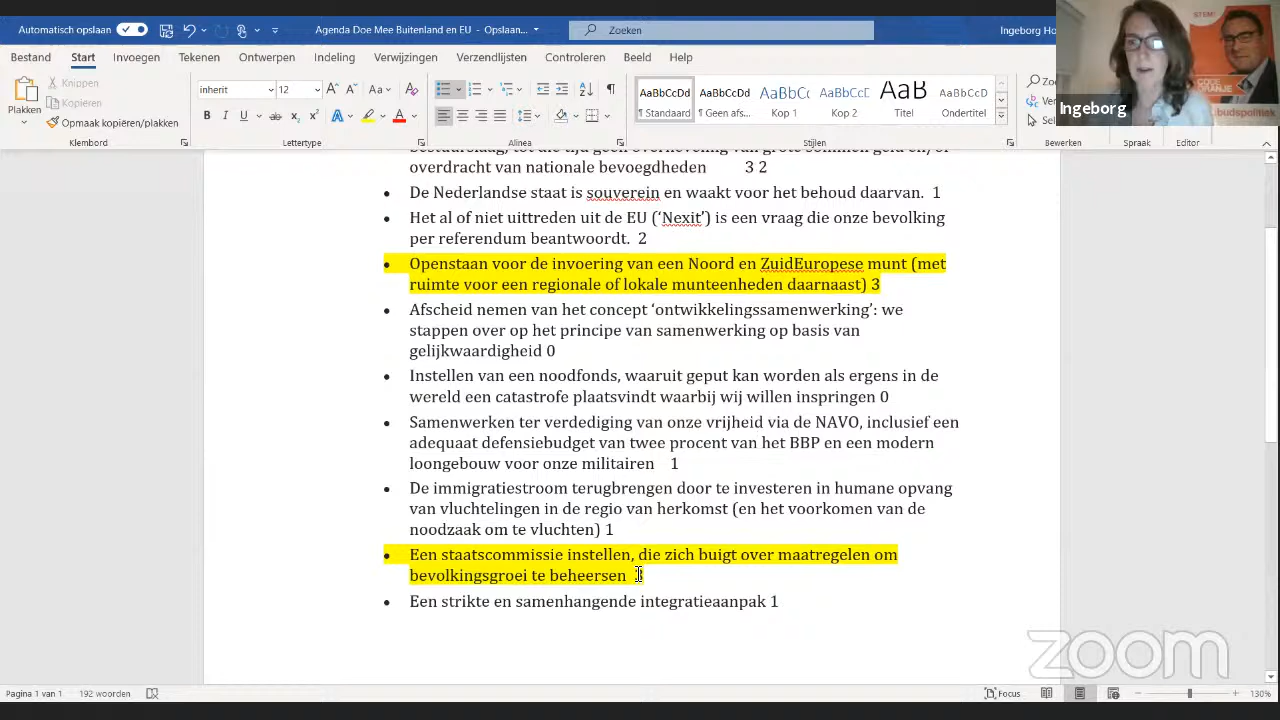 Automatisch opslaan
Agenda Doe Mee Buitenland en EU - Opslaan...
Zoeken
Ingeborg Ho
Bestand Start Invoegen Tekenen Ontwerpen Indeling Verwijzingen Verzendlijsten Controleren Beeld Help
Plakken
Knippen
Kopiëren
Opmaak kopiëren/plakken
Klembord
inherit 12
Lettertype
Alinea
AaBbCcDd AaBbCcDd AaBbCc AaBbCcC AaB AaBbCcD
¶ Standaard ¶ Geen afs... Kop 1 Kop 2 Titel Ondertitel
Stijlen
Bewerken
Spraak
Editor
STEM!
CODE
ORANJE
Ingeborg
overdracht van nationale bevoegdheden 3 2
• De Nederlandse staat is souverein en waakt voor het behoud daarvan. 1
• Het al of niet uittreden uit de EU (‘Nexit’) is een vraag die onze bevolking
per referendum beantwoordt. 2
• Openstaan voor de invoering van een Noord en ZuidEuropese munt (met
ruimte voor een regionale of lokale munteenheden daarnaast) 3
• Afscheid nemen van het concept ‘ontwikkelingssamenwerking’: we
stappen over op het principe van samenwerking op basis van
gelijkwaardigheid 0
• Instellen van een noodfonds, waaruit geput kan worden als ergens in de
wereld een catastrofe plaatsvindt waarbij wij willen inspringen 0
• Samenwerken ter verdediging van onze vrijheid via de NAVO, inclusief een
adequaat defensiebudget van twee procent van het BBP en een modern
loongebouw voor onze militairen 1
• De immigratiestroom terugbrengen door te investeren in humane opvang
van vluchtelingen in de regio van herkomst (en het voorkomen van de
noodzaak om te vluchten) 1
• Een staatscommissie instellen, die zich buigt over maatregelen om
bevolkingsgroei te beheersen
• Een strikte en samenhangende integratieaanpak 1
zoom
Pagina 1 van 1 192 woorden
Focus
130%